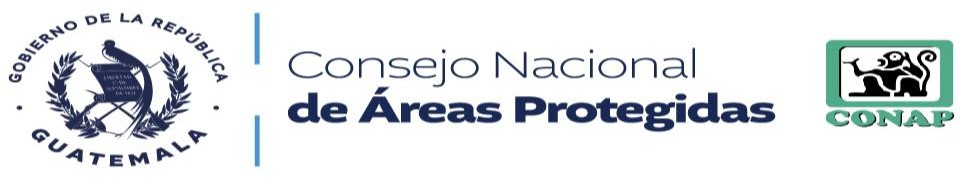 GOBIERNO DE LA REPÚBLICA
GUATEMALA
Consejo Nacional
de Áreas Protegidas
CONAP